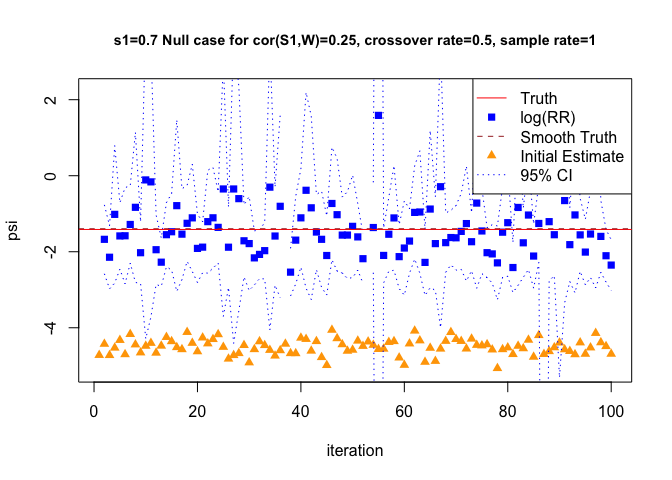 s1=0.7 Null case for cor(S1,W)=0.25, crossover rate=0.5, sample rate=1
Truth
log(RR)
Smooth Truth
Initial Estimate
95% CI
psi
2
0
-2
-4
0 20 40 60 80 100
iteration